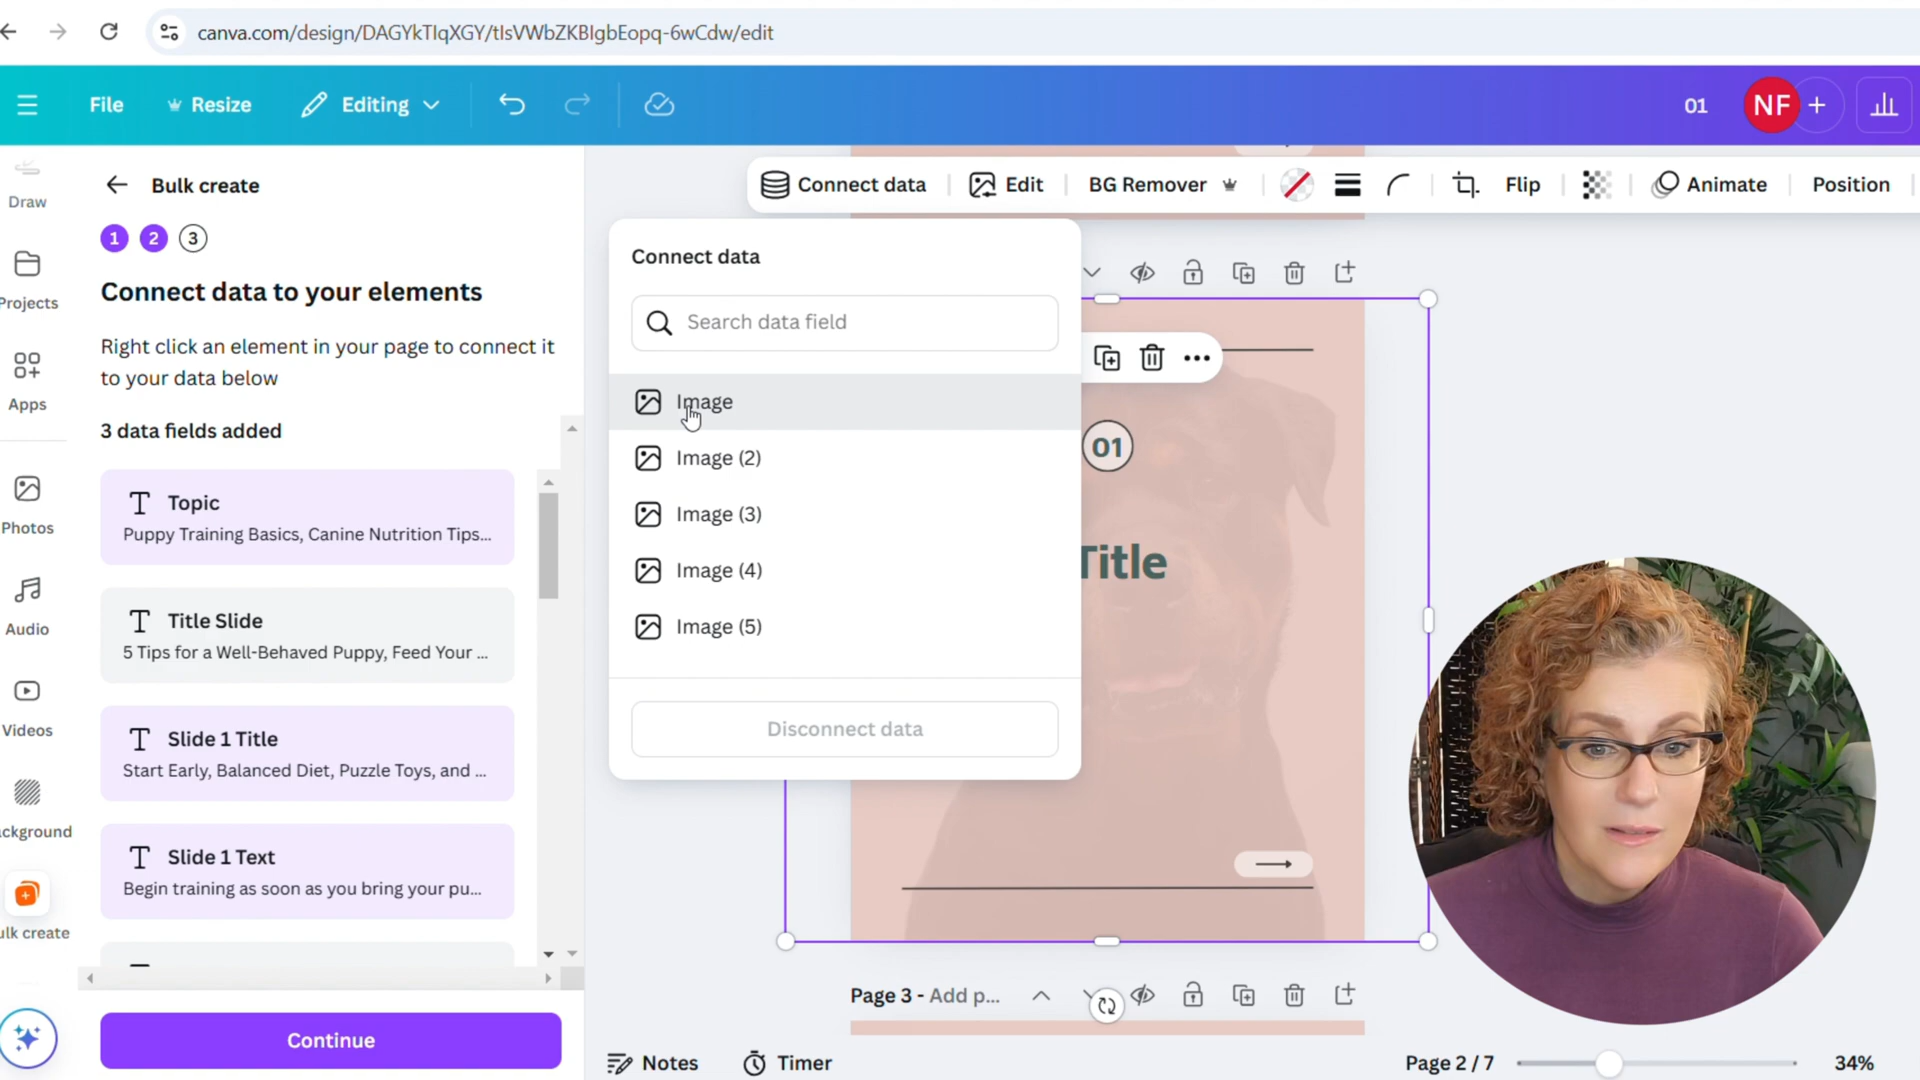 canva.com/design/DAGYkTlqXGY/tlsVWbZKBIgbEopq-6wCdw/edit
File
Resize
Editing
01
NF
Draw
Projects
Apps
Photos
Audio
Videos
ackground
ulk create
Bulk create
1 2 3
Connect data to your elements
Right click an element in your page to connect it
to your data below
3 data fields added
Topic
Puppy Training Basics, Canine Nutrition Tips...
Title Slide
5 Tips for a Well-Behaved Puppy, Feed Your ...
Slide 1 Title
Start Early, Balanced Diet, Puzzle Toys, and ...
Slide 1 Text
Begin training as soon as you bring your pu...
Continue
Connect data
Edit
BG Remover
Flip
Animate
Position
Connect data
Search data field
Image
Image (2)
Image (3)
Image (4)
Image (5)
Disconnect data
01
Title
Page 3 - Add p...
Notes
Timer
Page 2 / 7
34%